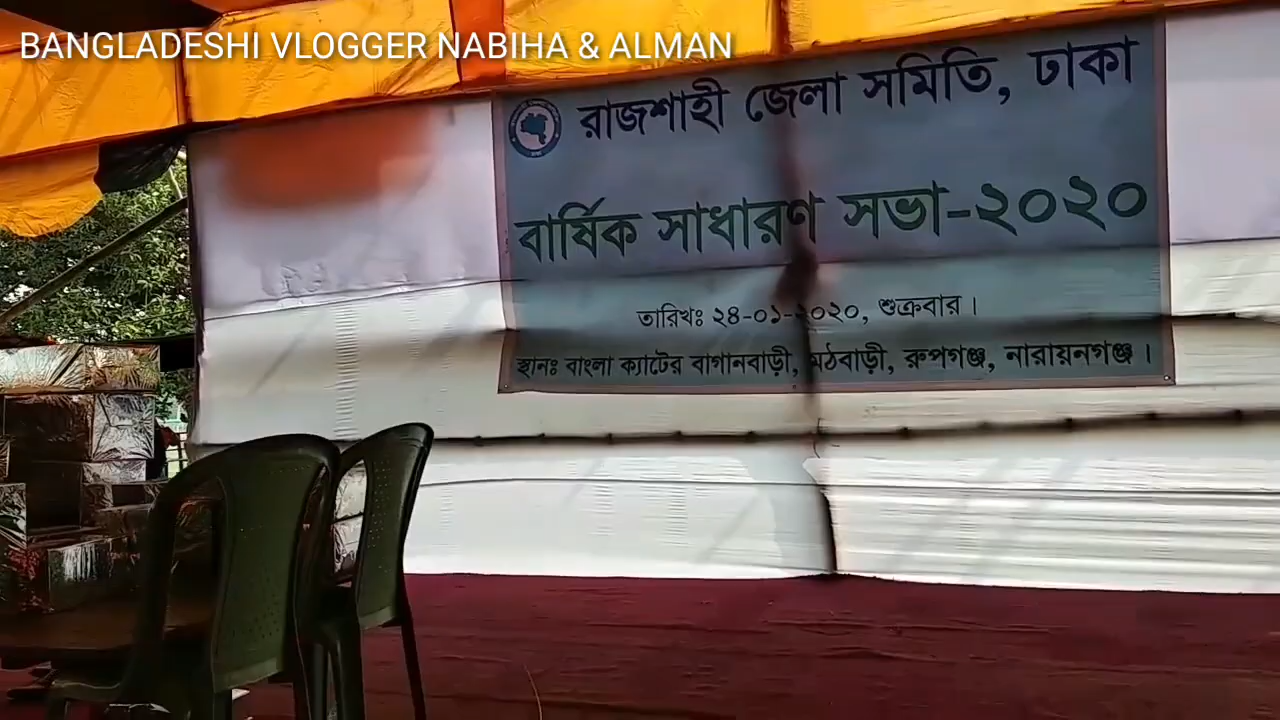 BANGLADESHI VLOGGER NABIHA & ALMAN
রাজশাহী জেলা সমিতি, ঢাকা
বার্ষিক সাধারণ সভা-২০২০
তারিখঃ ২৪-০১-২০২০, শুক্রবার।
স্থানঃ বাংলা ক্যাটের বাগানবাড়ী, মঠবাড়ী, রুপগঞ্জ, নারায়নগঞ্জ।